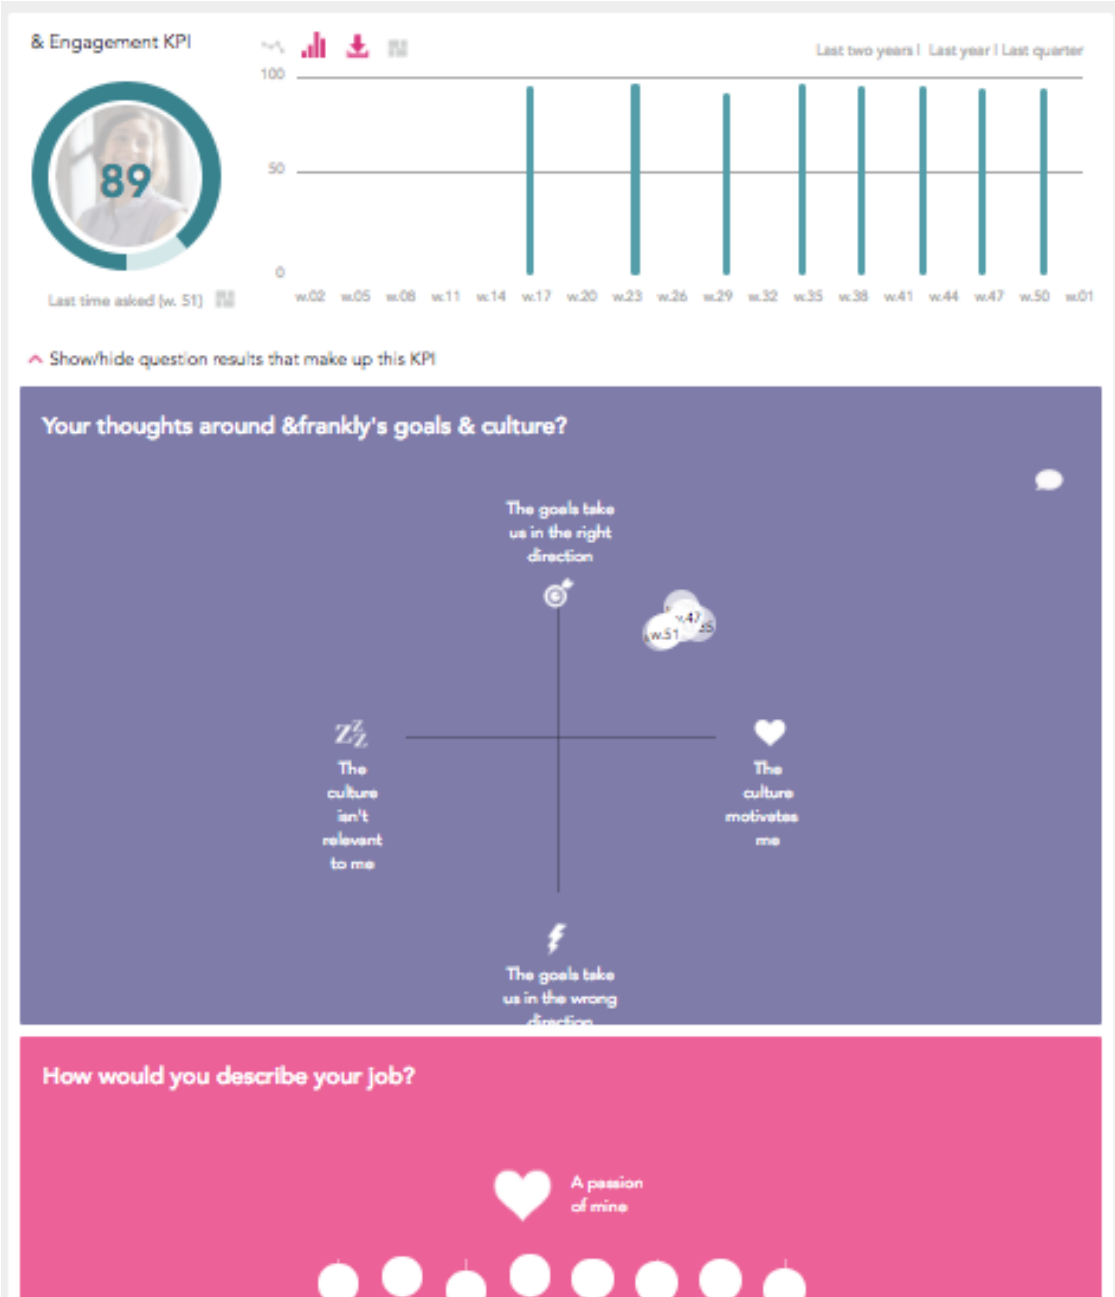 & Engagement KPI
Last two years | Last year | Last quarter
100
50
0
89
Last time asked (w. 51)
w.02 w.05 w.08 w.11 w.14 w.17 w.20 w.23 w.26 w.29 w.32 w.35 w.38 w.41 w.44 w.47 w.50 w.01
Show/hide question results that make up this KPI
Your thoughts around &frankly's goals & culture?
The goals take
us in the right
direction
w.47
w.51
zzz
The
culture
isn't
relevant
to me
The
culture
motivates
me
The goals take
us in the wrong
direction
How would you describe your job?
A passion
of mine